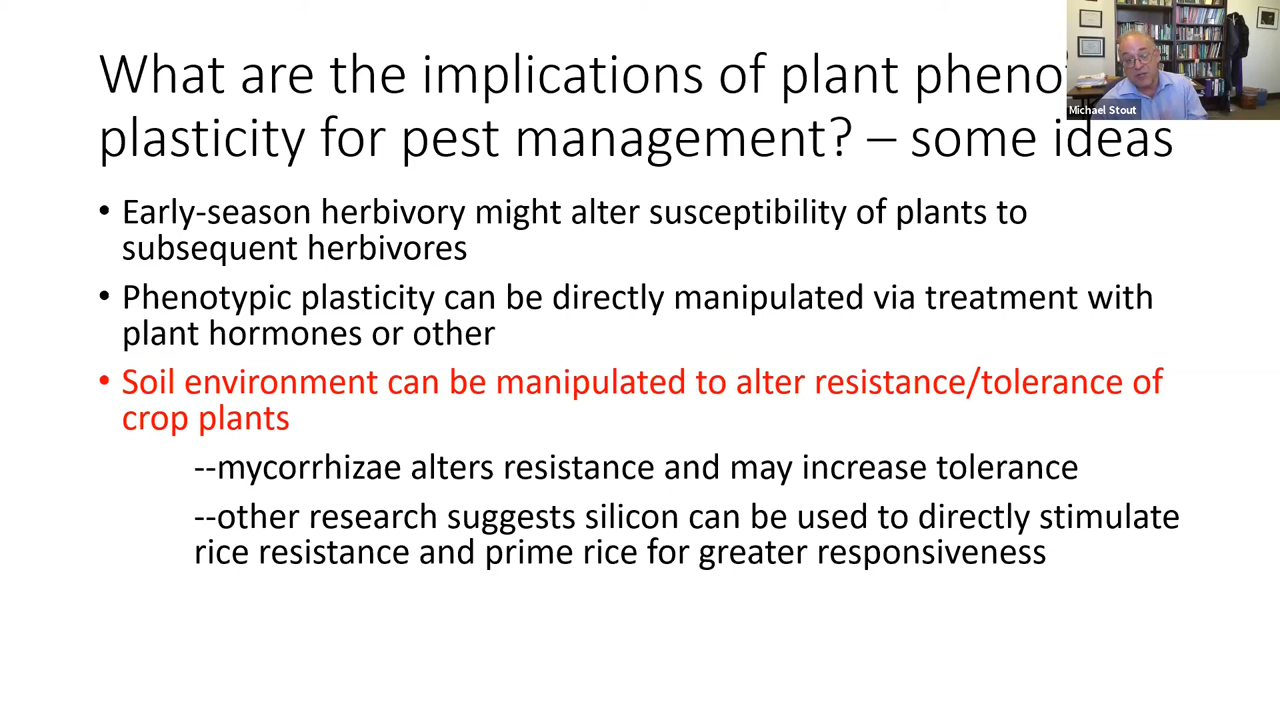 What are the implications of plant pheno
plasticity for pest management? – some ideas
• Early-season herbivory might alter susceptibility of plants to
subsequent herbivores
• Phenotypic plasticity can be directly manipulated via treatment with
plant hormones or other
• Soil environment can be manipulated to alter resistance/tolerance of
crop plants
--mycorrhizae alters resistance and may increase tolerance
--other research suggests silicon can be used to directly stimulate
rice resistance and prime rice for greater responsiveness
Michael Stout